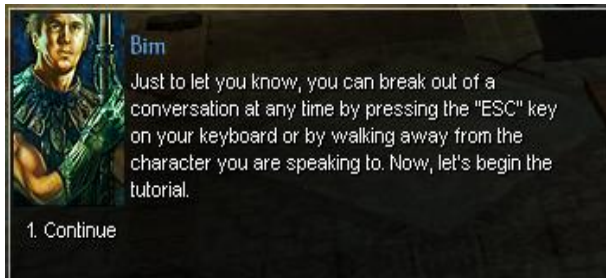 Bim
Just to let you know, you can break out of a
conversation at any time by pressing the "ESC" key
on your keyboard or by walking away from the
character you are speaking to. Now, let's begin the
tutorial.
1. Continue